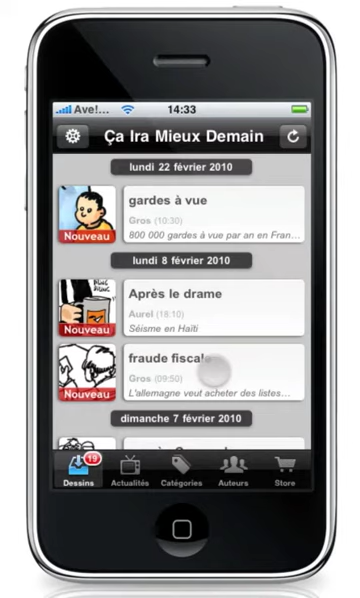 Ave!... 14:33
Ça Ira Mieux Demain
lundi 22 février 2010
gardes à vue
Gros (10:30)
800 000 gardes à vue par an en Fran...
Nouveau
lundi 8 février 2010
Après le drame
Aurel (18:10)
Séisme en Haïti
Nouveau
fraude fiscale
Gros (09:50)
L'allemagne veut acheter des listes...
Nouveau
dimanche 7 février 2010
19
Dessins Actualités Catégories Auteurs Store